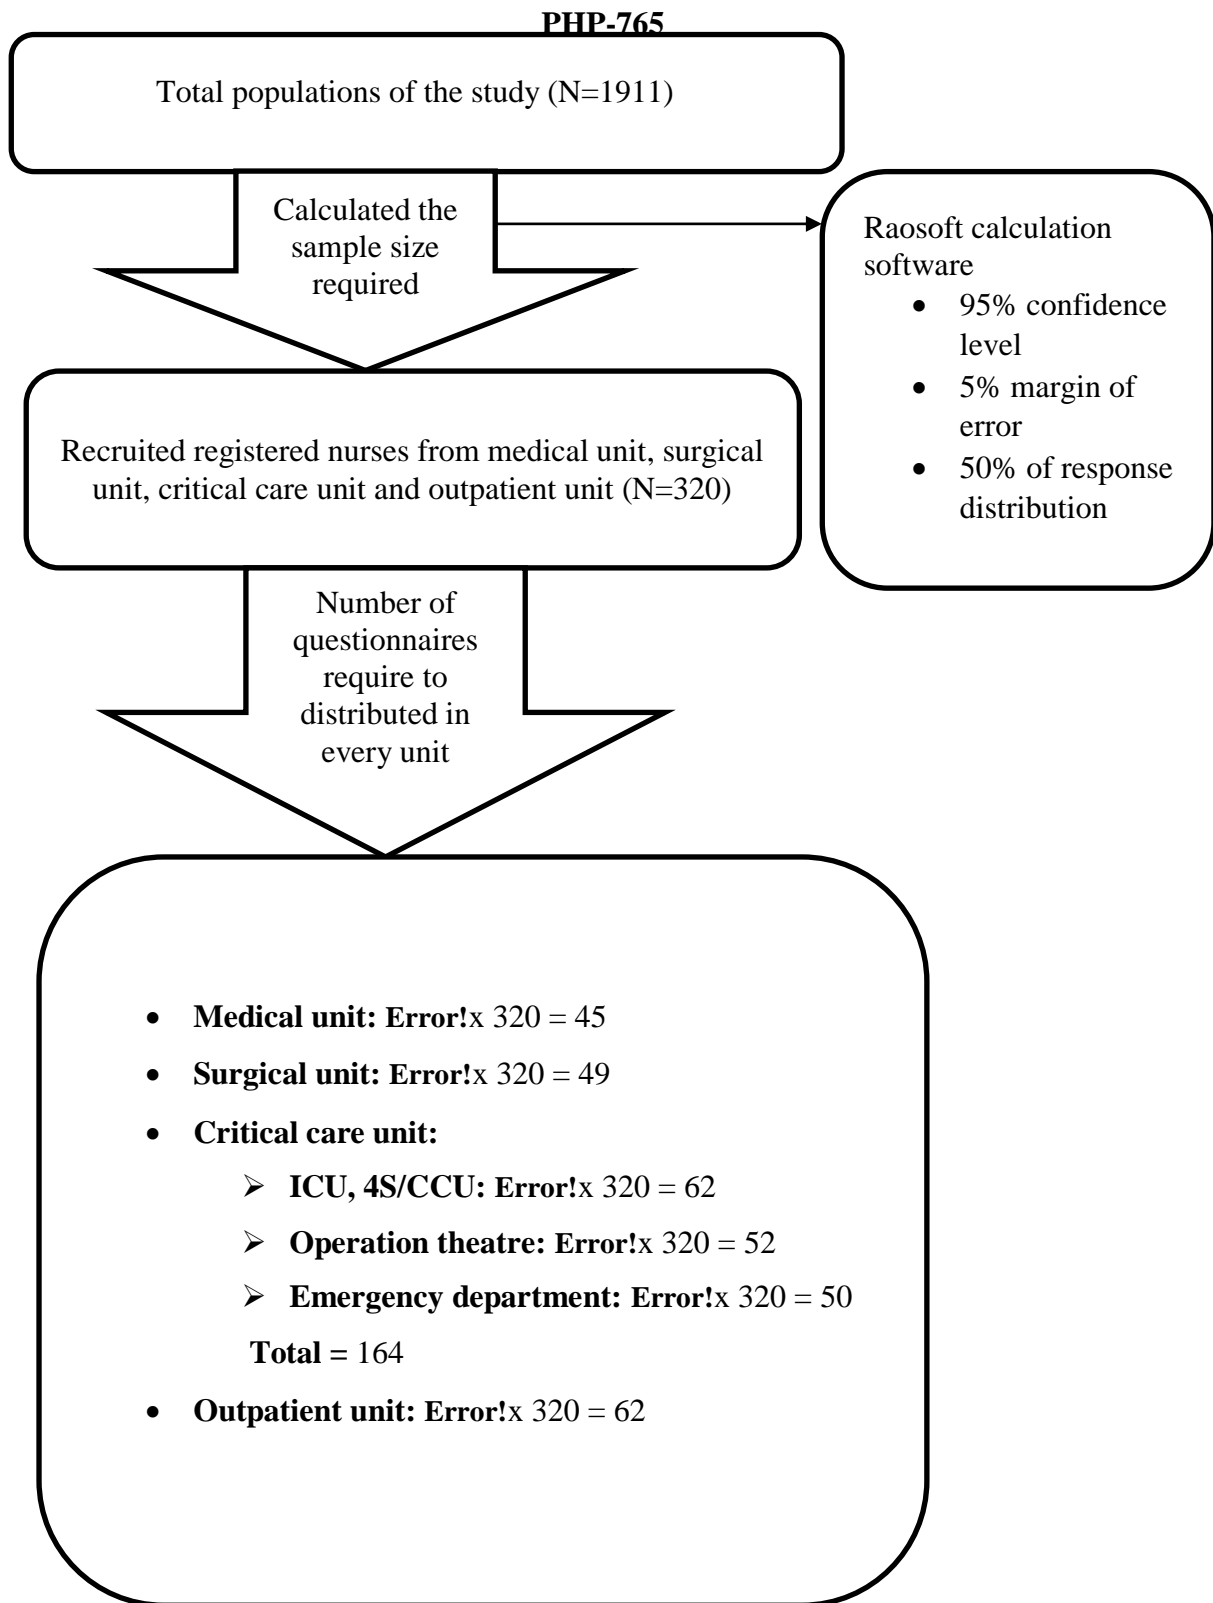 PHP-765
Total populations of the study (N=1911)
Calculated the
sample size
required
Raosoft calculation
software
• 95% confidence
level
• 5% margin of
error
• 50% of response
distribution
Recruited registered nurses from medical unit, surgical
unit, critical care unit and outpatient unit (N=320)
Number of
questionnaires
require to
distributed in
every unit
• Medical unit: Error!x 320 = 45
• Surgical unit: Error!x 320 = 49
• Critical care unit:
➢ ICU, 4S/CCU: Error!x 320 = 62
➢ Operation theatre: Error!x 320 = 52
➢ Emergency department: Error!x 320 = 50
Total = 164
• Outpatient unit: Error!x 320 = 62